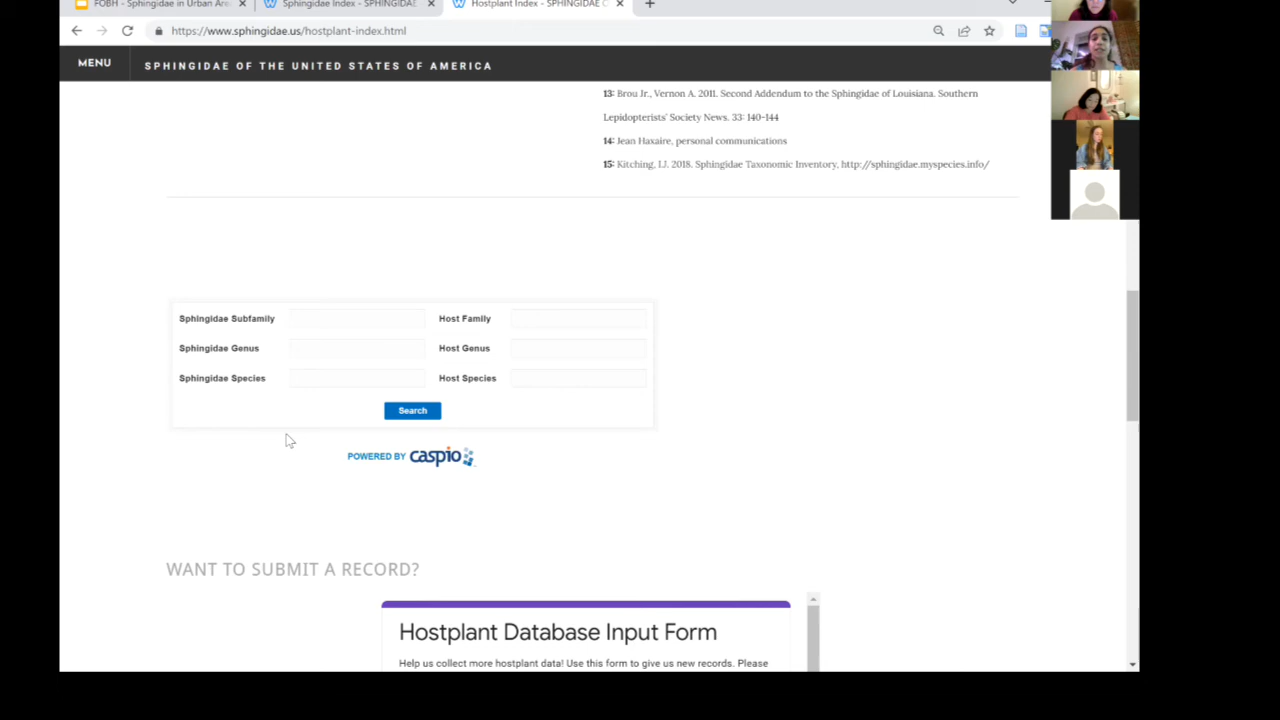 FOBH - Sphingidae in Urban Are
Sphingidae Index - SPHINGIDAE
Hostplant Index - SPHINGIDAE
https://www.sphingidae.us/hostplant-index.html
MENU
SPHINGIDAE OF THE UNITED STATES OF AMERICA
13: Brou Jr., Vernon A. 2011. Second Addendum to the Sphingidae of Louisiana. Southern
Lepidopterists' Society News. 33: 140-144
14: Jean Haxaire, personal communications
15: Kitching, I.J. 2018. Sphingidae Taxonomic Inventory, http://sphingidae.myspecies.info/
Sphingidae Subfamily Host Family
Sphingidae Genus Host Genus
Sphingidae Species Host Species
Search
POWERED BY caspio
WANT TO SUBMIT A RECORD?
Hostplant Database Input Form
Help us collect more hostplant data! Use this form to give us new records. Please